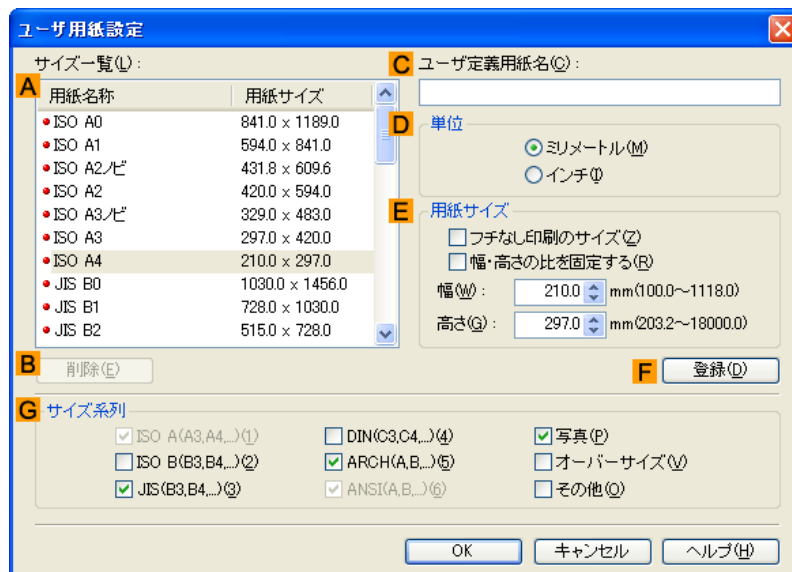 ユーザ用紙設定
サイズ一覧(L):
A
用紙名称 用紙サイズ
ISO A0 841.0 x 1189.0
ISO A1 594.0 x 841.0
ISO A2ノビ 431.8 x 609.6
ISO A2 420.0 x 594.0
ISO A3ノビ 329.0 x 483.0
ISO A3 297.0 x 420.0
ISO A4 210.0 x 297.0
JIS B0 1030.0 x 1456.0
JIS B1 728.0 x 1030.0
JIS B2 515.0 x 728.0
B 削除(E)
C ユーザ定義用紙名(C):
D 単位
ミリメートル(M)
インチ(I)
E 用紙サイズ
フチなし印刷のサイズ(Z)
幅・高さの比を固定する(R)
幅(W): 210.0 mm(100.0～1118.0)
高さ(G): 297.0 mm(203.2～18000.0)
F 登録(D)
G サイズ系列
ISO A(A3,A4,...)(1) DIN(C3,C4,...)(4) 写真(P)
ISO B(B3,B4,...)(2) ARCH(A,B,...)(5) オーバーサイズ(V)
JIS(B3,B4,...)(3) ANSI(A,B,...)(6) その他(O)
OK キャンセル ヘルプ(H)